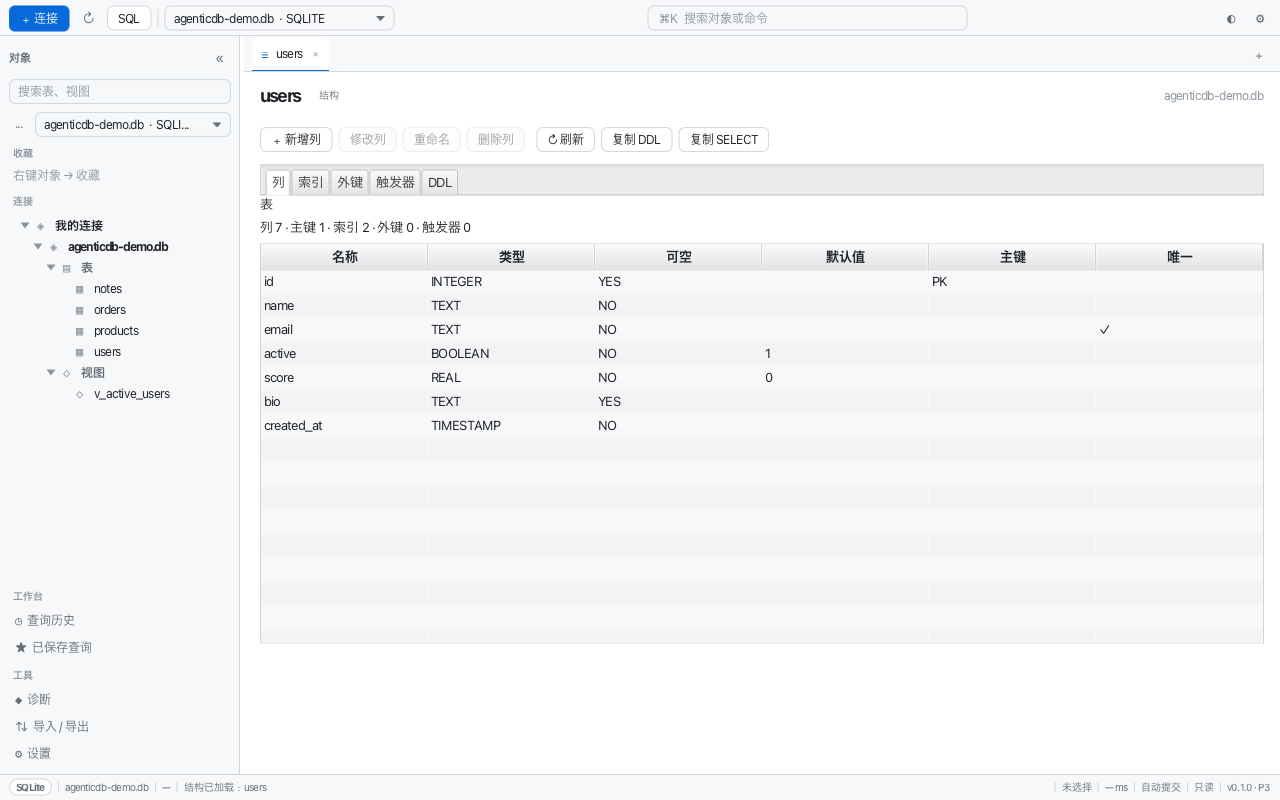 + 连接 SQL agenticdb-demo.db · SQLITE ⌘K 搜索对象或命令
对象 «
搜索表、视图
... agenticdb-demo.db · SQLI...
收藏
右键对象 → 收藏
连接
我的连接
agenticdb-demo.db
表
notes
orders
products
users
视图
v_active_users
工作台
查询历史
已保存查询
工具
诊断
导入 / 导出
设置
users × +
users 结构 agenticdb-demo.db
+ 新增列 修改列 重命名 删除列 刷新 复制 DDL 复制 SELECT
列 索引 外键 触发器 DDL
表
列 7 · 主键 1 · 索引 2 · 外键 0 · 触发器 0
名称 类型 可空 默认值 主键 唯一
id INTEGER YES PK
name TEXT NO
email TEXT NO ✓
active BOOLEAN NO 1
score REAL NO 0
bio TEXT YES
created_at TIMESTAMP NO
SQLite agenticdb-demo.db — 结构已加载：users 未选择 — ms 自动提交 只读 v0.1.0 · P3